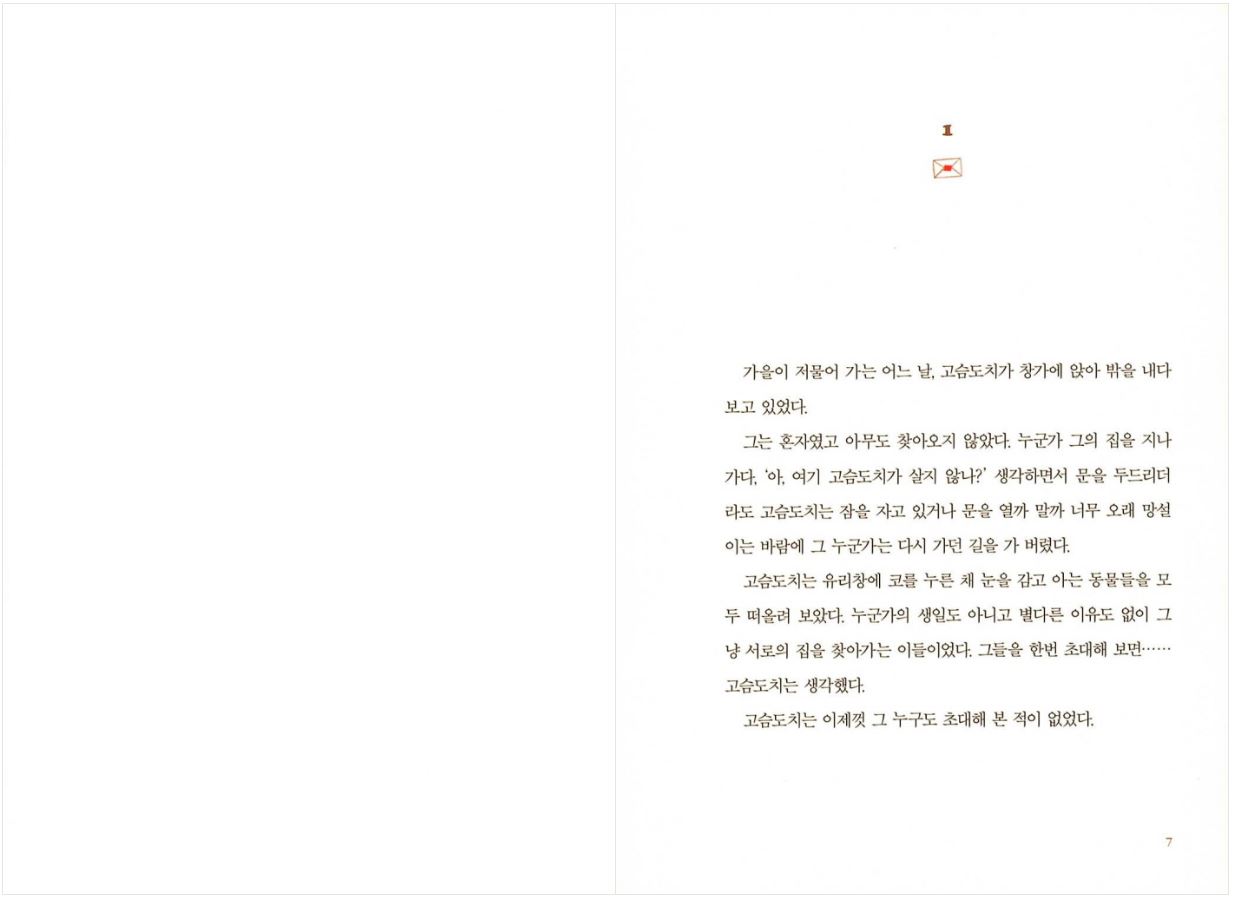 1
가을이 저물어 가는 어느 날, 고슴도치가 창가에 앉아 밖을 내다
보고 있었다.
그는 혼자였고 아무도 찾아오지 않았다. 누군가 그의 집을 지나
가다, ‘아, 여기 고슴도치가 살지 않나?’ 생각하면서 문을 두드리더
라도 고슴도치는 잠을 자고 있거나 문을 열까 말까 너무 오래 망설
이는 바람에 그 누군가는 다시 가던 길을 가 버렸다.
고슴도치는 유리창에 코를 누른 채 눈을 감고 아는 동물들을 모
두 떠올려 보았다. 누군가의 생일도 아니고 별다른 이유도 없이 그
냥 서로의 집을 찾아가는 이들이었다. 그들을 한번 초대해 보면……
고슴도치는 생각했다.
고슴도치는 이제껏 그 누구도 초대해 본 적이 없었다.
7